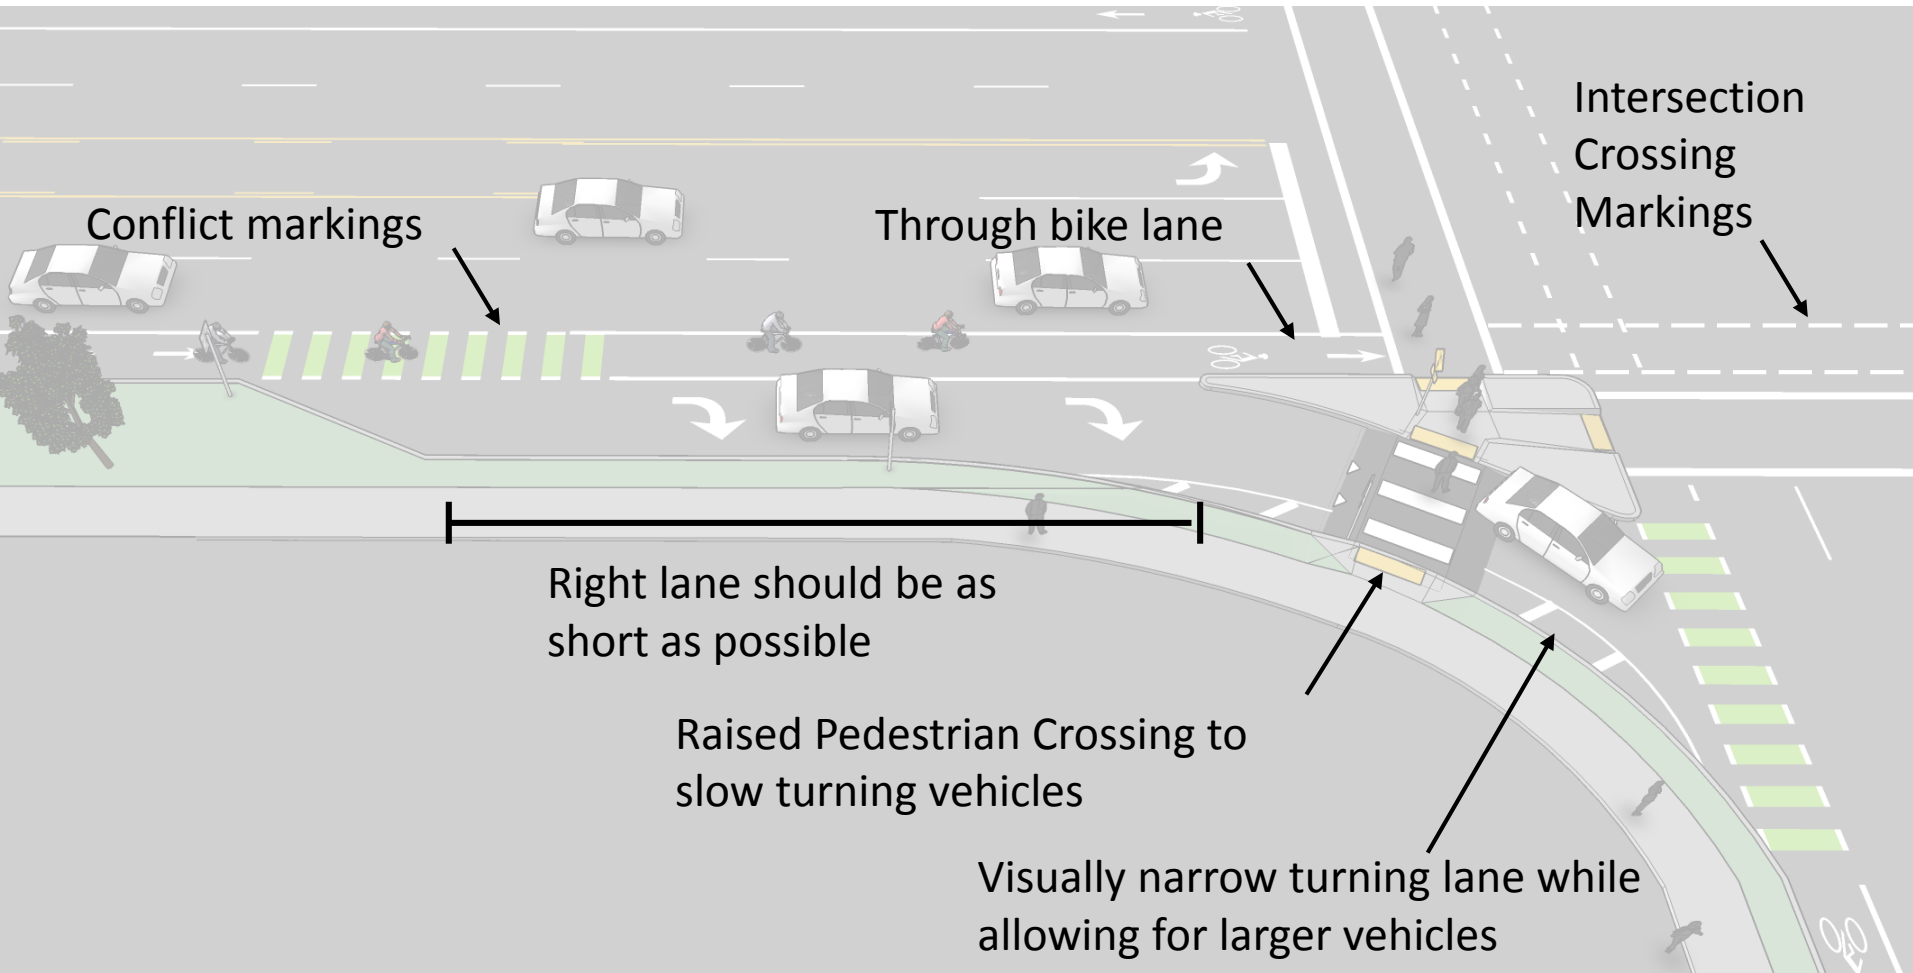 Intersection
Crossing
Markings
Conflict markings
Through bike lane
Right lane should be as
short as possible
Raised Pedestrian Crossing to
slow turning vehicles
Visually narrow turning lane while
allowing for larger vehicles